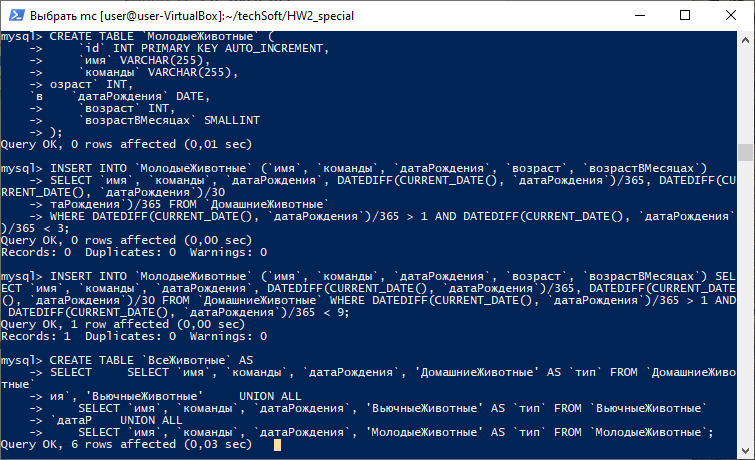 Выбрать mc [user@user-VirtualBox]:~/techSoft/HW2_special
mysql> CREATE TABLE `МолодыеЖивотные` (
    ->     `id` INT PRIMARY KEY AUTO_INCREMENT,
    ->     `имя` VARCHAR(255),
    ->     `команды` VARCHAR(255),
    -> озраст` INT,
    `в    `датаРождения` DATE,
    ->     `возраст` INT,
    ->     `возрастВМесяцах` SMALLINT
    -> );
Query OK, 0 rows affected (0,01 sec)
mysql> INSERT INTO `МолодыеЖивотные` (`имя`, `команды`, `датаРождения`, `возраст`, `возрастВМесяцах`)
    -> SELECT `имя`, `команды`, `датаРождения`, DATEDIFF(CURRENT_DATE(), `датаРождения`)/365, DATEDIFF(CU
RRENT_DATE(), `датаРождения`)/30
    -> таРождения`)/365 FROM `ДомашниеЖивотные`
    -> WHERE DATEDIFF(CURRENT_DATE(), `датаРождения`)/365 > 1 AND DATEDIFF(CURRENT_DATE(), `датаРождения`
)/365 < 3;
Query OK, 0 rows affected (0,00 sec)
Records: 0  Duplicates: 0  Warnings: 0
mysql> INSERT INTO `МолодыеЖивотные` (`имя`, `команды`, `датаРождения`, `возраст`, `возрастВМесяцах`) SEL
ECT `имя`, `команды`, `датаРождения`, DATEDIFF(CURRENT_DATE(), `датаРождения`)/365, DATEDIFF(CURRENT_DATE
(), `датаРождения`)/30 FROM `ДомашниеЖивотные` WHERE DATEDIFF(CURRENT_DATE(), `датаРождения`)/365 > 1 AND
 DATEDIFF(CURRENT_DATE(), `датаРождения`)/365 < 9;
Query OK, 1 row affected (0,00 sec)
Records: 1  Duplicates: 0  Warnings: 0
mysql> CREATE TABLE `ВсеЖивотные` AS
    -> SELECT     SELECT `имя`, `команды`, `датаРождения`, 'ДомашниеЖивотные' AS `тип` FROM `ДомашниеЖиво
тные`
    -> ия`, 'ВьючныеЖивотные'     UNION ALL
    ->     SELECT `имя`, `команды`, `датаРождения`, 'ВьючныеЖивотные' AS `тип` FROM `ВьючныеЖивотные`
    -> `датаР    UNION ALL
    ->     SELECT `имя`, `команды`, `датаРождения`, 'МолодыеЖивотные' AS `тип` FROM `МолодыеЖивотные`;
Query OK, 6 rows affected (0,03 sec)